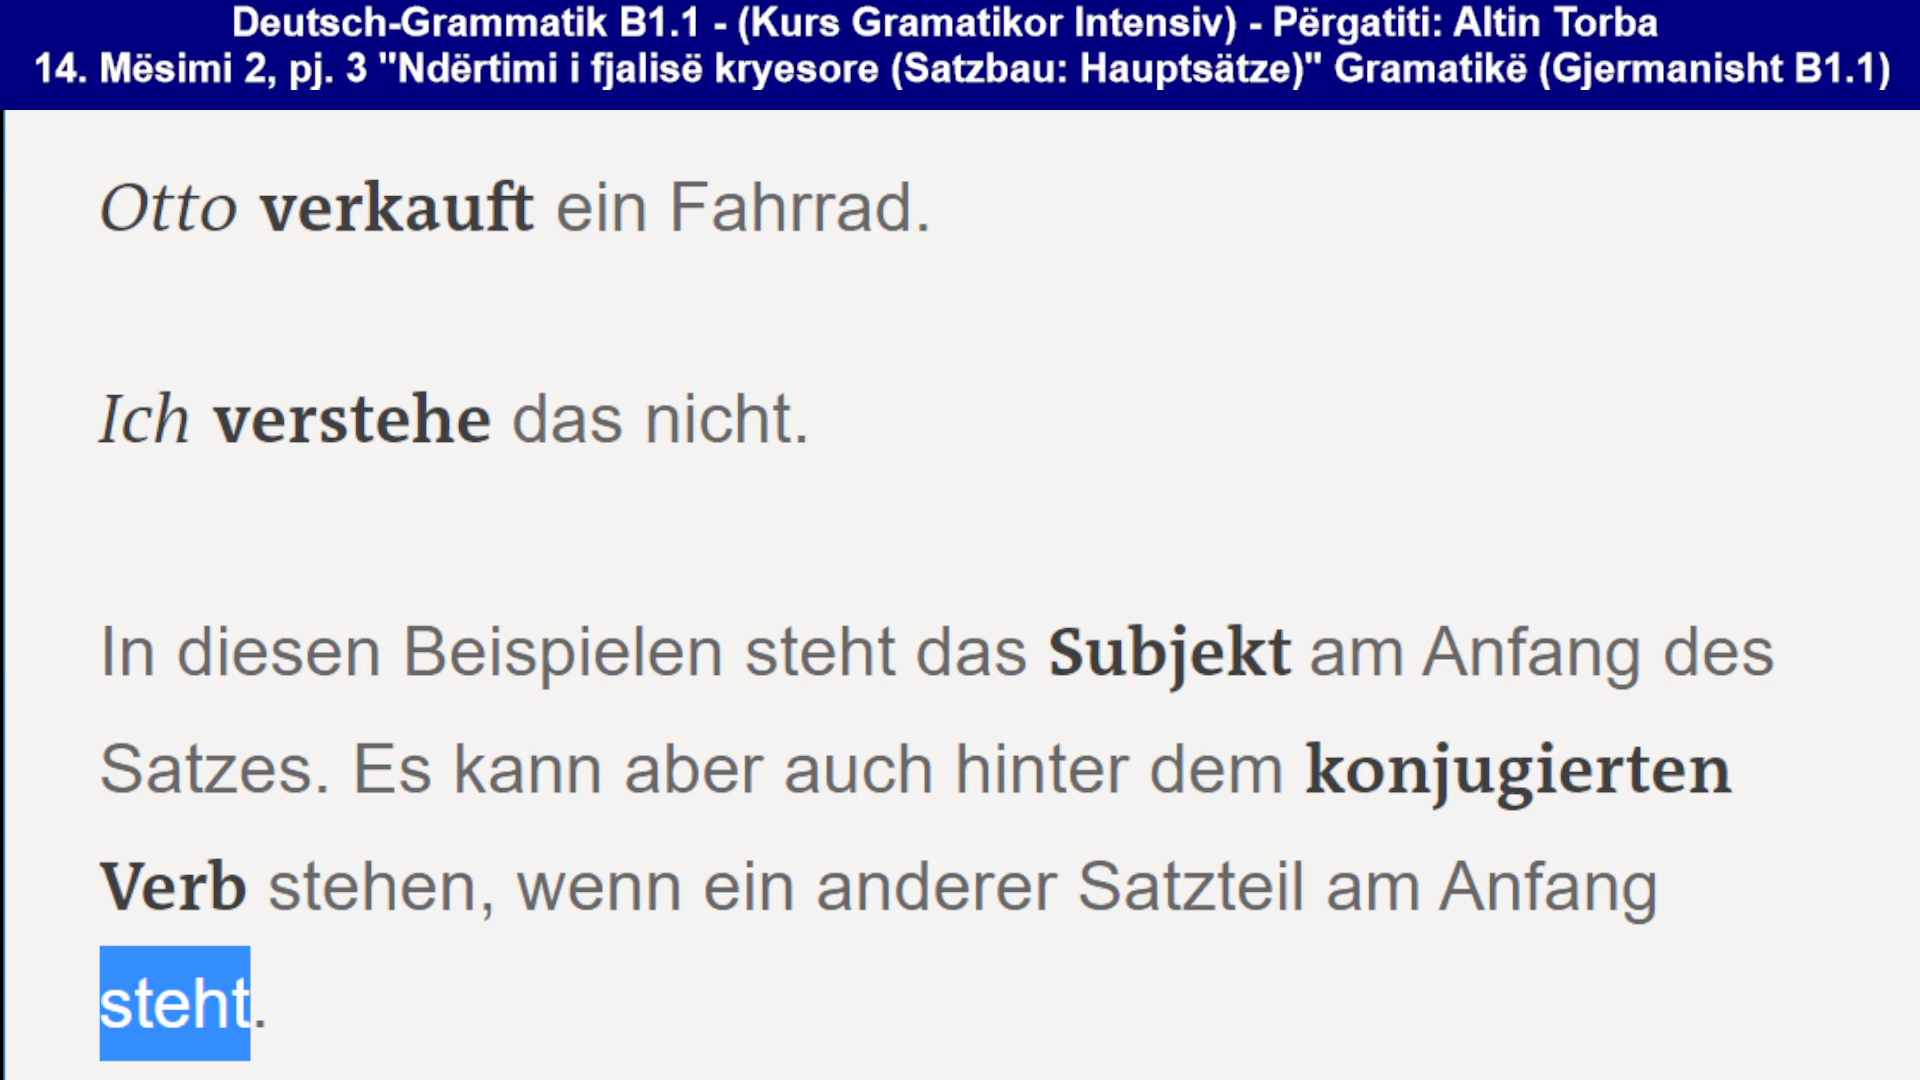 Deutsch-Grammatik B1.1 - (Kurs Gramatikor Intensiv) - Përgatiti: Altin Torba
14. Mësimi 2, pj. 3 "Ndërtimi i fjalisë kryesore (Satzbau: Hauptsätze)" Gramatikë (Gjermanisht B1.1)
Otto verkauft ein Fahrrad.
Ich verstehe das nicht.
In diesen Beispielen steht das Subjekt am Anfang des
Satzes. Es kann aber auch hinter dem konjugierten
Verb stehen, wenn ein anderer Satzteil am Anfang
steht.